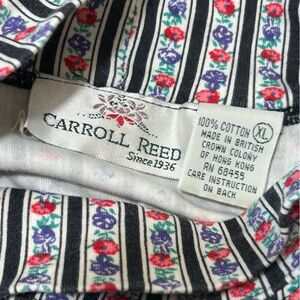 CARROLL REED
Since 1936
100% COTTON
XL
MADE IN BRITISH
CROWN COLONY
OF HONG KONG
RN 68455
CARE INSTRUCTION
ON BACK